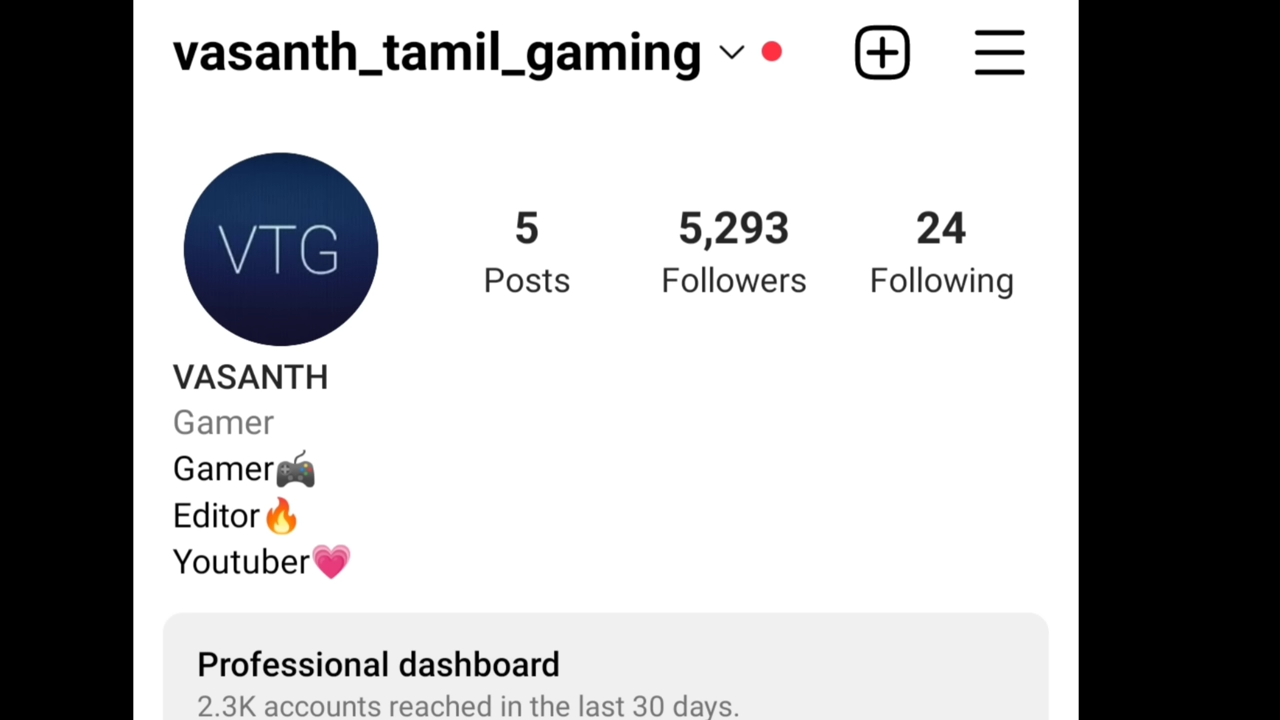 vasanth_tamil_gaming
VTG
5 5,293 24
Posts Followers Following
VASANTH
Gamer
Gamer🎮
Editor🔥
Youtuber💗
Professional dashboard
2.3K accounts reached in the last 30 days.